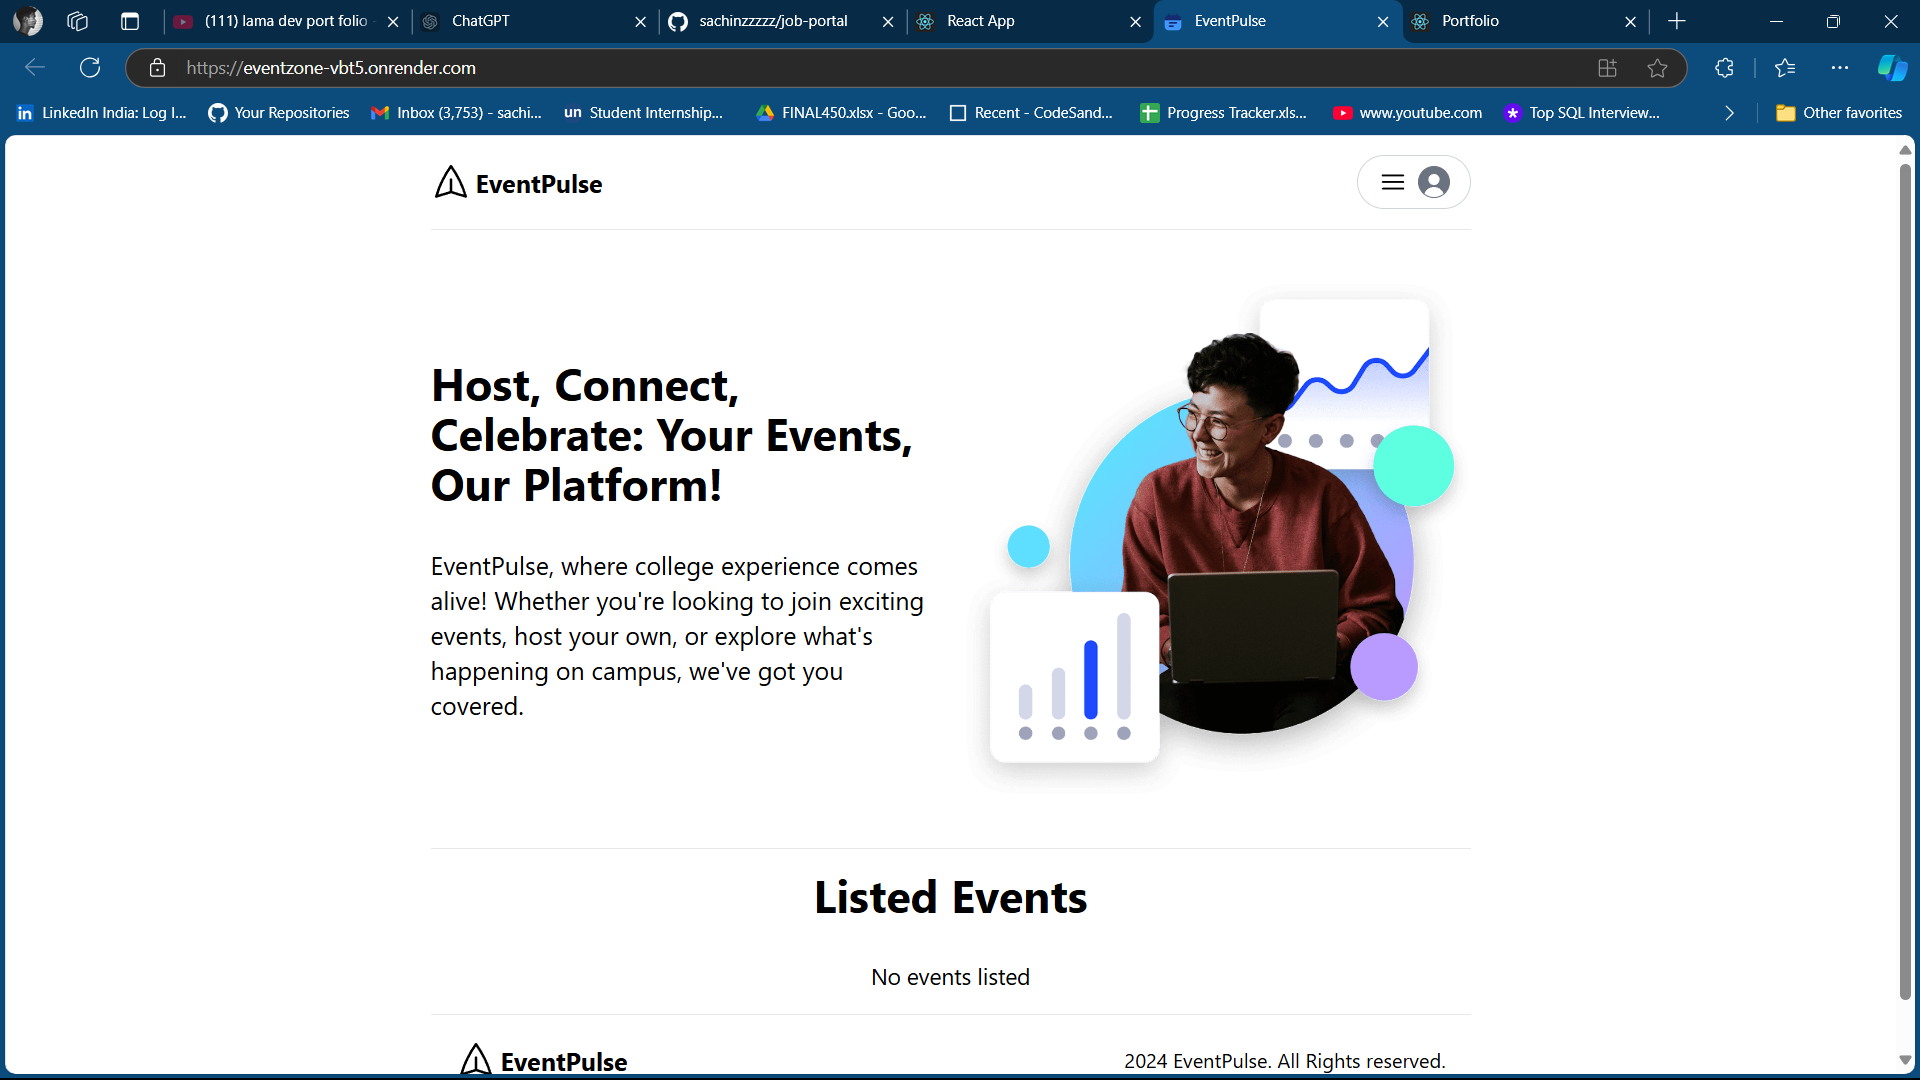 (111) lama dev port folio
ChatGPT
sachinzzzzz/job-portal
React App
EventPulse
Portfolio
https://eventzone-vbt5.onrender.com
LinkedIn India: Log I...
Your Repositories
Inbox (3,753) - sachi...
un
Student Internship...
FINAL450.xlsx - Goo...
Recent - CodeSand...
Progress Tracker.xls...
www.youtube.com
Top SQL Interview...
Other favorites
EventPulse
Host, Connect,
Celebrate: Your Events,
Our Platform!
EventPulse, where college experience comes
alive! Whether you're looking to join exciting
events, host your own, or explore what's
happening on campus, we've got you
covered.
Listed Events
No events listed
EventPulse
2024 EventPulse. All Rights reserved.